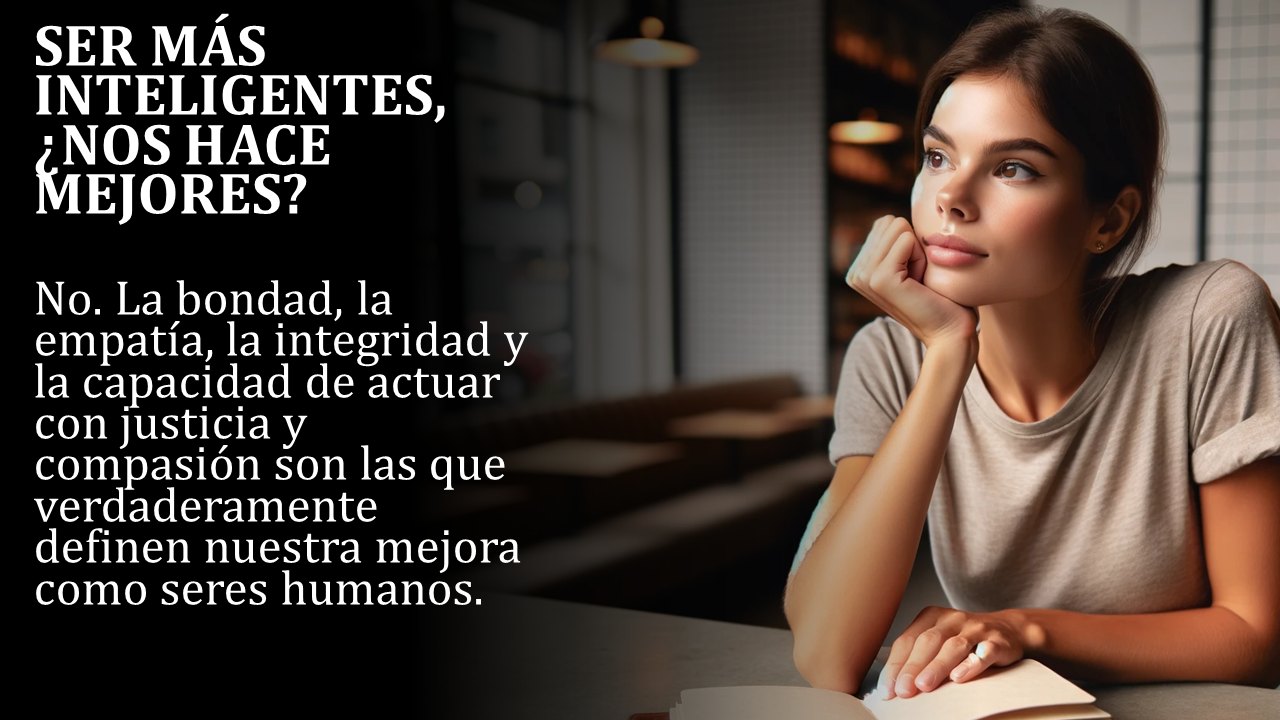 SER MÁS
INTELIGENTES,
¿NOS HACE
MEJORES?
No. La bondad, la
empatía, la integridad y
la capacidad de actuar
con justicia y
compasión son las que
verdaderamente
definen nuestra mejora
como seres humanos.